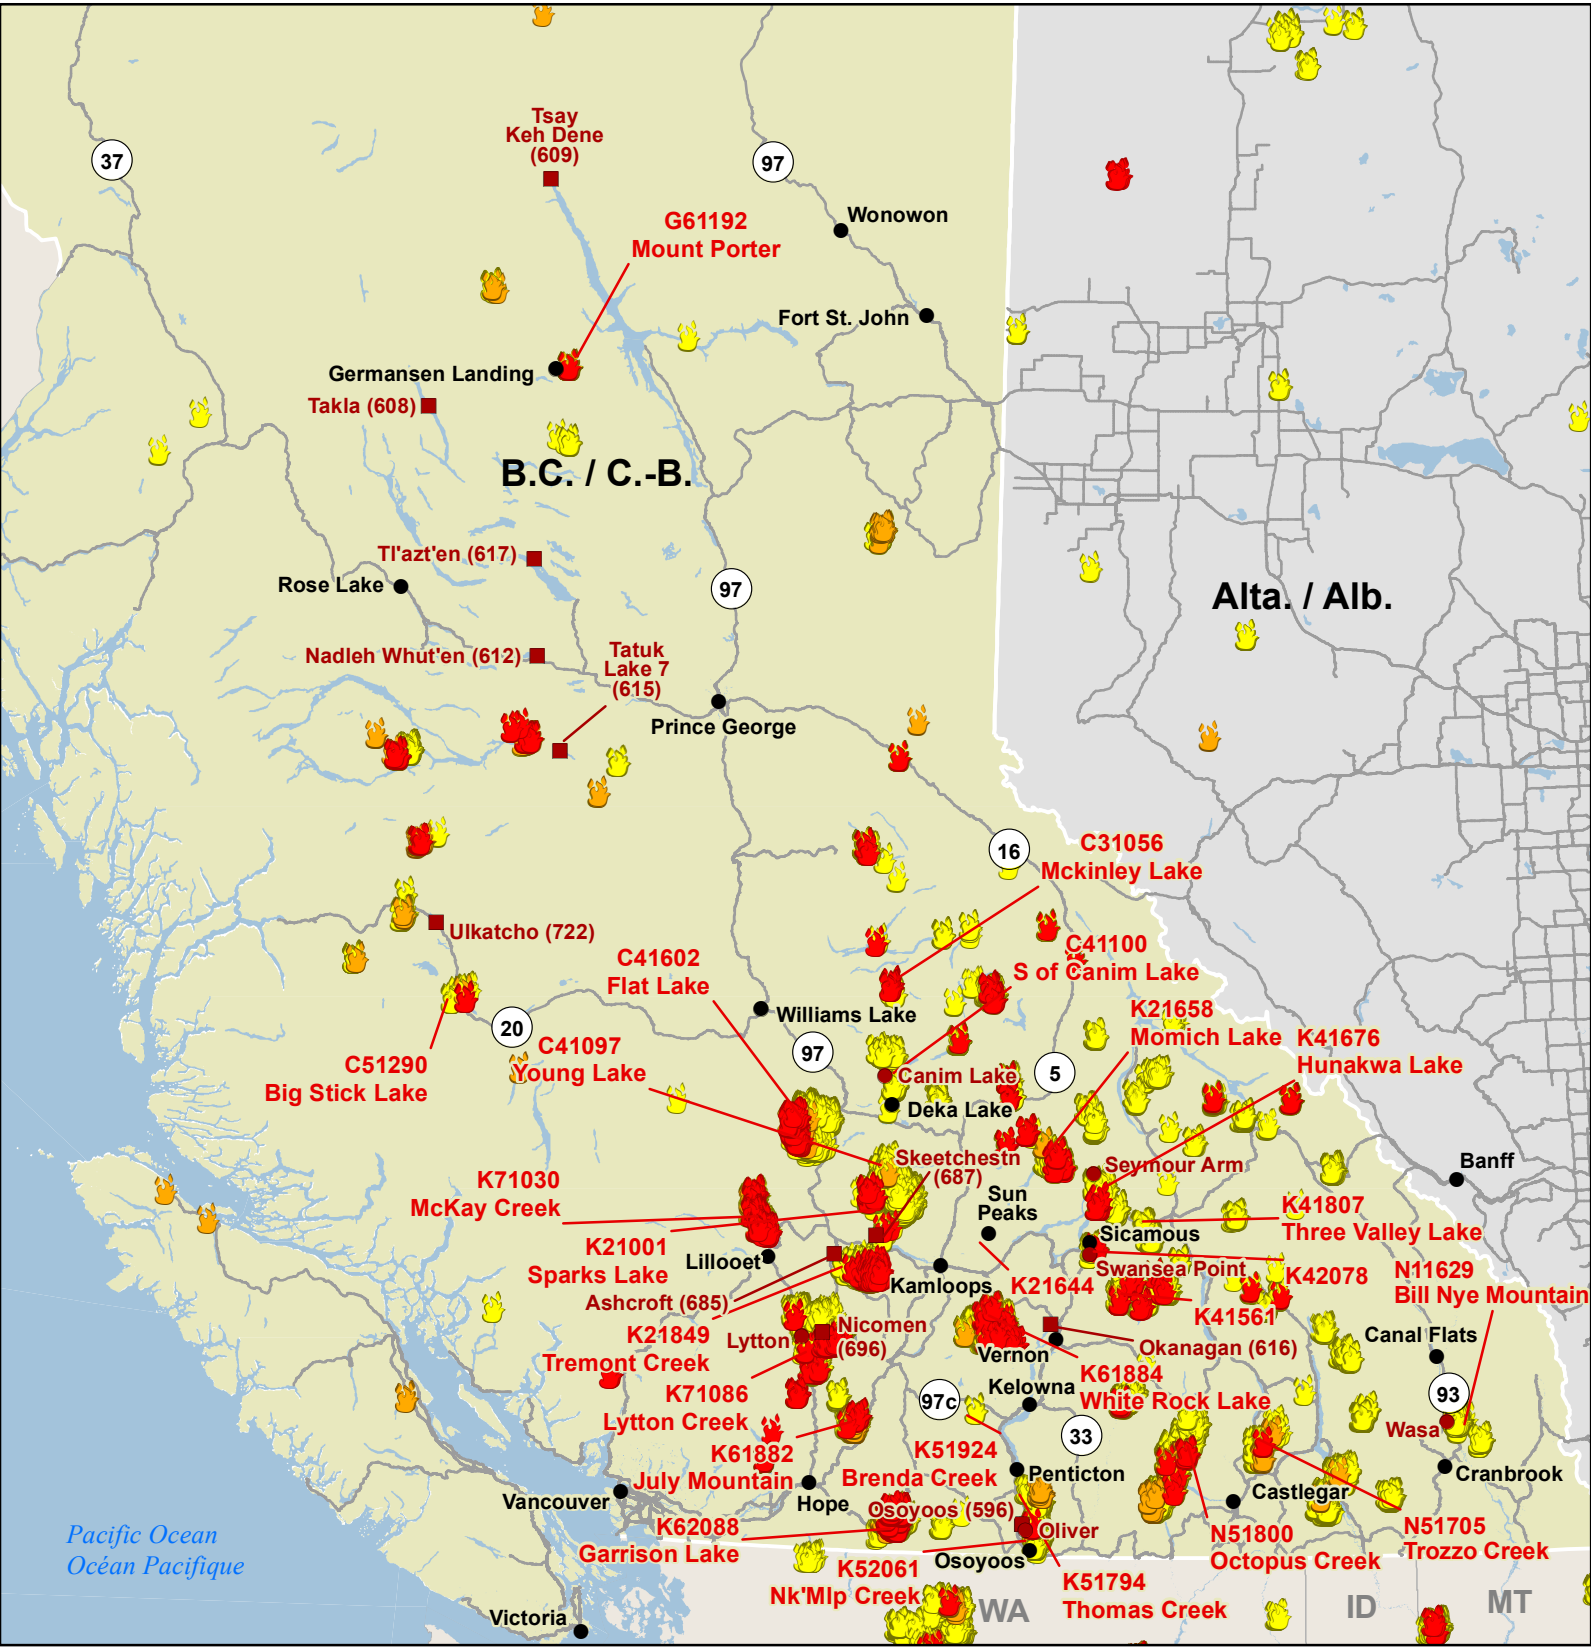 Tsay
Keh Dene
(609)
37
97
G61192
Mount Porter
Wonowon
Fort St. John
Germansen Landing
Takla (608)
B.C. / C.-B.
Tl'azt'en (617)
Rose Lake
97
Alta. / Alb.
Nadleh Whut'en (612)
Tatuk
Lake 7
(615)
Prince George
16
C31056
Mckinley Lake
Ulkatcho (722)
C41602
Flat Lake
C41100
S of Canim Lake
Williams Lake
20
97
K21658
Momich Lake
K41676
Hunakwa Lake
C51290
Big Stick Lake
C41097
Young Lake
Canim Lake
5
Deka Lake
Skeetchestn
(687)
Seymour Arm
Banff
K71030
McKay Creek
Sun
Peaks
K41807
Three Valley Lake
K21001
Sparks Lake
Lillooet
Sicamous
Swansea Point
Kamloops
K21644
K42078
N11629
Bill Nye Mountain
Ashcroft (685)
K41561
K21849
Tremont Creek
Lytton
Nicomen
(696)
Vernon
Okanagan (616)
Canal Flats
K71086
Lytton Creek
97c
Kelowna
K61884
White Rock Lake
93
Wasa
K61882
July Mountain
K51924
Brenda Creek
33
Penticton
Cranbrook
Vancouver
Hope
Castlegar
Osoyoos (596)
Oliver
K62088
Garrison Lake
N51800
Octopus Creek
N51705
Trozzo Creek
Pacific Ocean
Océan Pacifique
K52061
Nk'Mlp Creek
Osoyoos
K51794
Thomas Creek
Victoria
WA
ID
MT